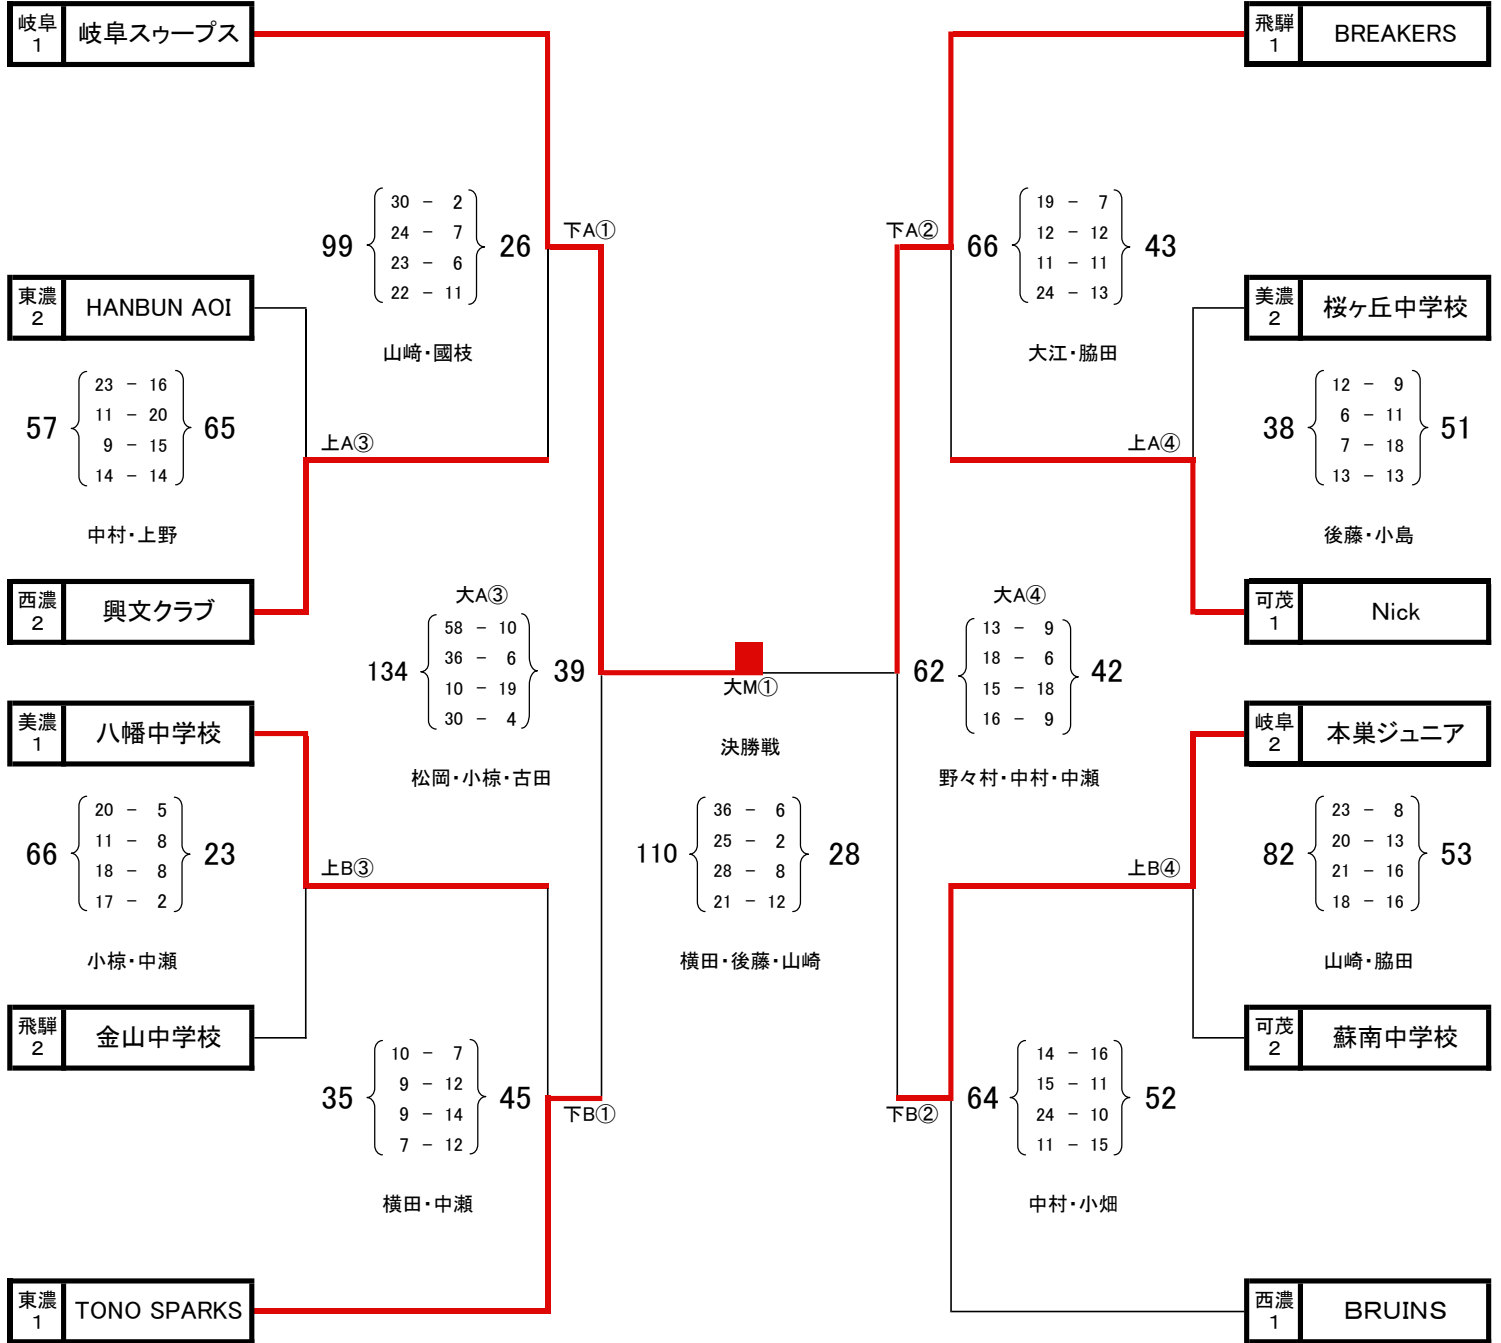 岐阜
1
岐阜スゥープス
飛騨
1
BREAKERS
99
30 － 2
24 － 7
23 － 6
22 － 11
26
下A①
山﨑・國枝
下A②
66
19 － 7
12 － 12
11 － 11
24 － 13
43
大江・脇田
東濃
2
HANBUN AOI
美濃
2
桜ヶ丘中学校
57
23 － 16
11 － 20
9 － 15
14 － 14
65
中村・上野
上A③
上A④
38
12 － 9
6 － 11
7 － 18
13 － 13
51
後藤・小島
西濃
2
興文クラブ
可茂
1
Nick
大A③
134
58 － 10
36 － 6
10 － 19
30 － 4
39
松岡・小椋・古田
大A④
62
13 － 9
18 － 6
15 － 18
16 － 9
42
野々村・中村・中瀬
大M①
決勝戦
110
36 － 6
25 － 2
28 － 8
21 － 12
28
横田・後藤・山崎
美濃
1
八幡中学校
岐阜
2
本巣ジュニア
66
20 － 5
11 － 8
18 － 8
17 － 2
23
小椋・中瀬
上B③
上B④
82
23 － 8
20 － 13
21 － 16
18 － 16
53
山崎・脇田
飛騨
2
金山中学校
可茂
2
蘇南中学校
35
10 － 7
9 － 12
9 － 14
7 － 12
45
下B①
横田・中瀬
下B②
64
14 － 16
15 － 11
24 － 10
11 － 15
52
中村・小畑
東濃
1
TONO SPARKS
西濃
1
BRUINS